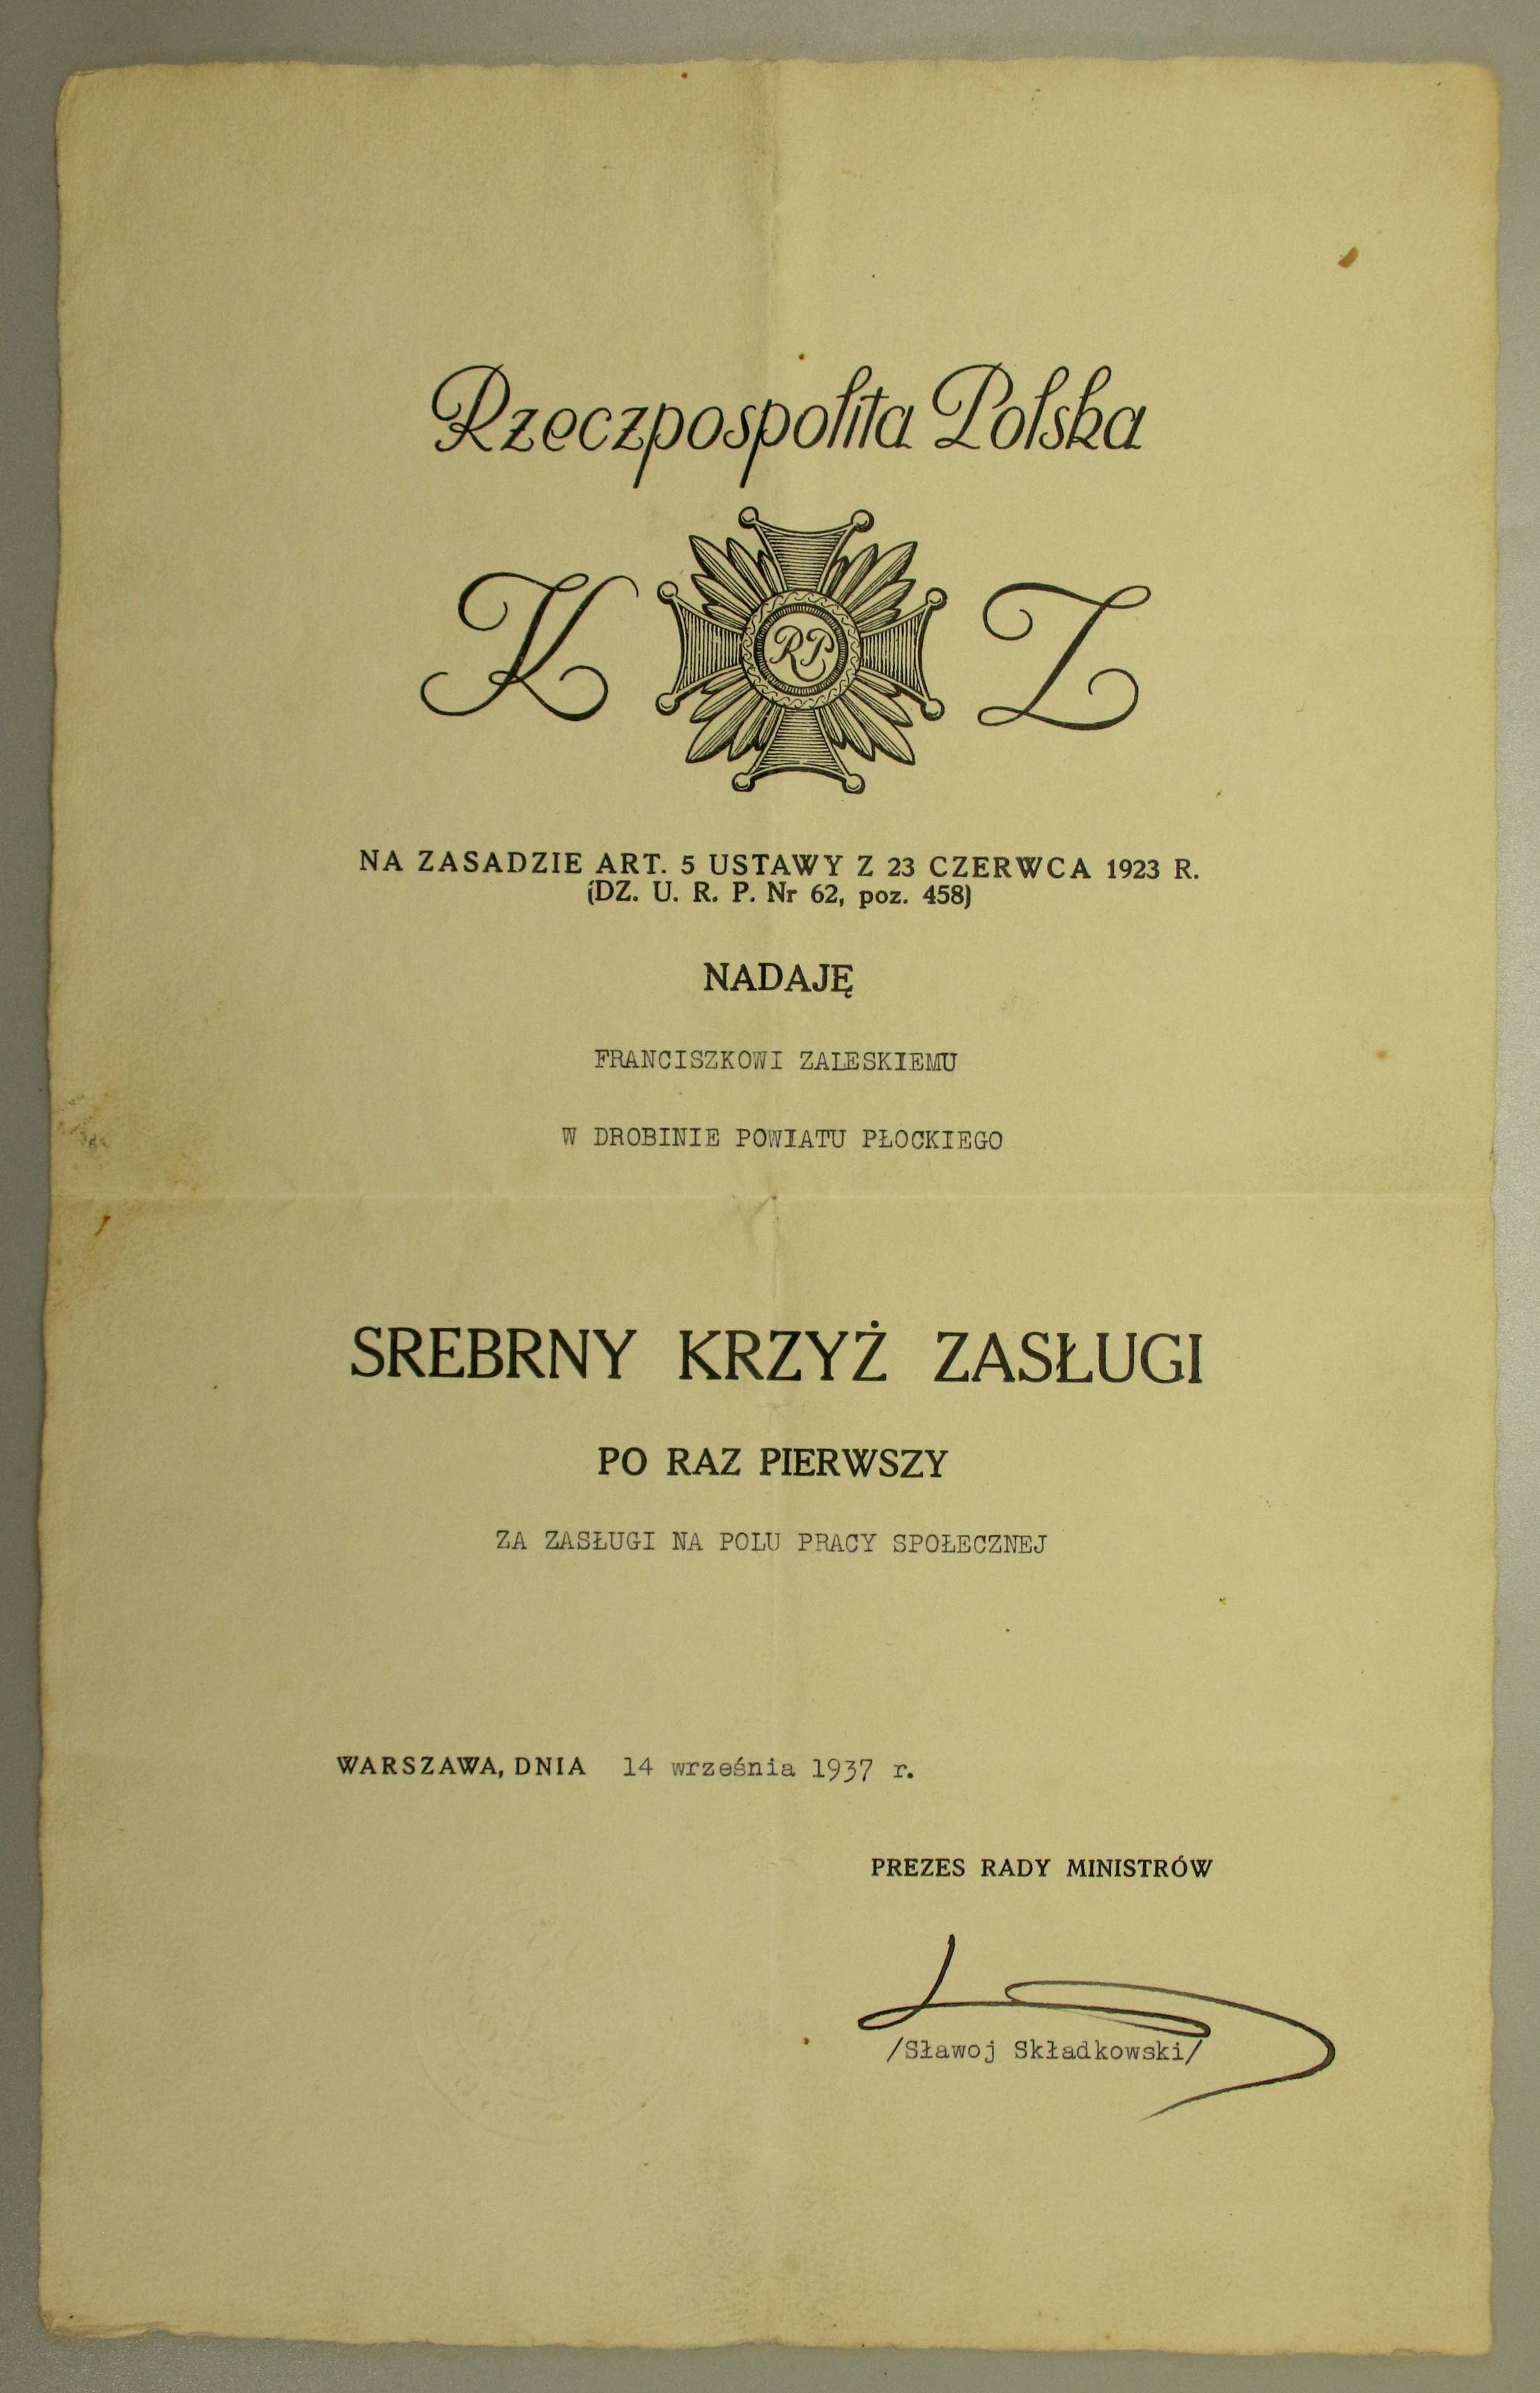 Rzeczpospolita Polska
K RP Z
NA ZASADZIE ART. 5 USTAWY Z 23 CZERWCA 1923 R.
(DZ. U. R. P. Nr 62, poz. 458)
NADAJĘ
FRANCISZKOWI ZALESKIEMU
W DROBINIE POWIATU PŁOCKIEGO
SREBRNY KRZYŻ ZASŁUGI
PO RAZ PIERWSZY
ZA ZASŁUGI NA POLU PRACY SPOŁECZNEJ
WARSZAWA, DNIA 14 września 1937 r.
PREZES RADY MINISTRÓW
/Sławoj Składkowski/